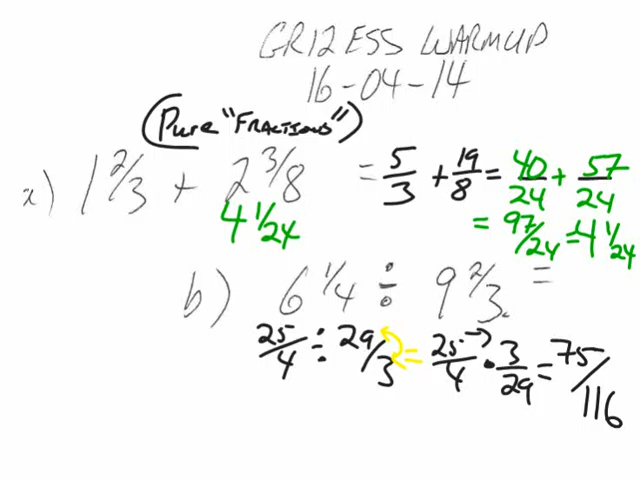 GR12 ESS WARMUP
16-04-14
(Pure "FRACTIONS")
a) 1 2/3 + 2 3/8 = 5/3 + 19/8 = 40/24 + 57/24
4 1/24 = 97/24 = 4 1/24
b) 6 1/4 ÷ 9 2/3. =
25/4 ÷ 29/3 = 25/4 · 3/29 = 75/116